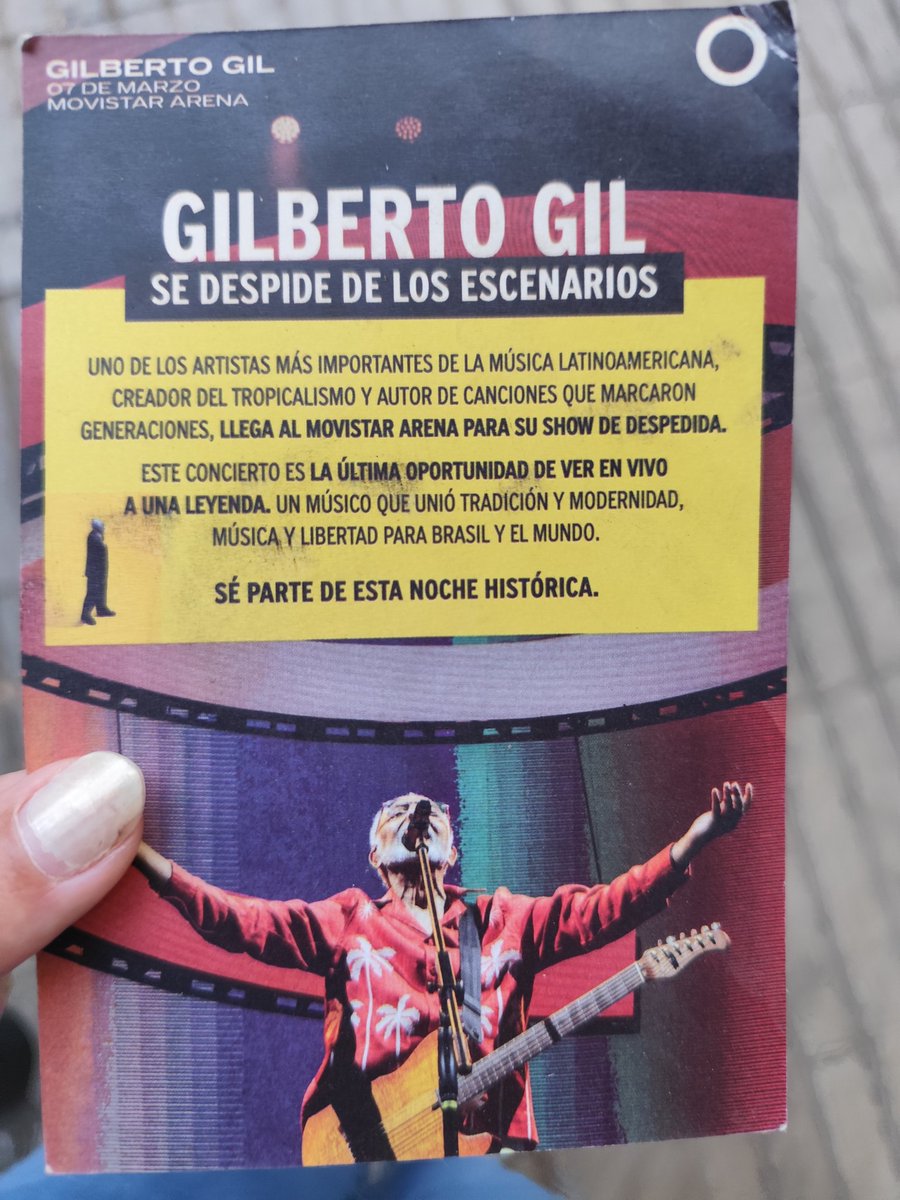 GILBERTO GIL
07 DE MARZO
MOVISTAR ARENA
GILBERTO GIL
SE DESPIDE DE LOS ESCENARIOS
UNO DE LOS ARTISTAS MÁS IMPORTANTES DE LA MÚSICA LATINOAMERICANA,
CREADOR DEL TROPICALISMO Y AUTOR DE CANCIONES QUE MARCARON
GENERACIONES, LLEGA AL MOVISTAR ARENA PARA SU SHOW DE DESPEDIDA.
ESTE CONCIERTO ES LA ÚLTIMA OPORTUNIDAD DE VER EN VIVO
A UNA LEYENDA. UN MÚSICO QUE UNIÓ TRADICIÓN Y MODERNIDAD,
MÚSICA Y LIBERTAD PARA BRASIL Y EL MUNDO.
SÉ PARTE DE ESTA NOCHE HISTÓRICA.